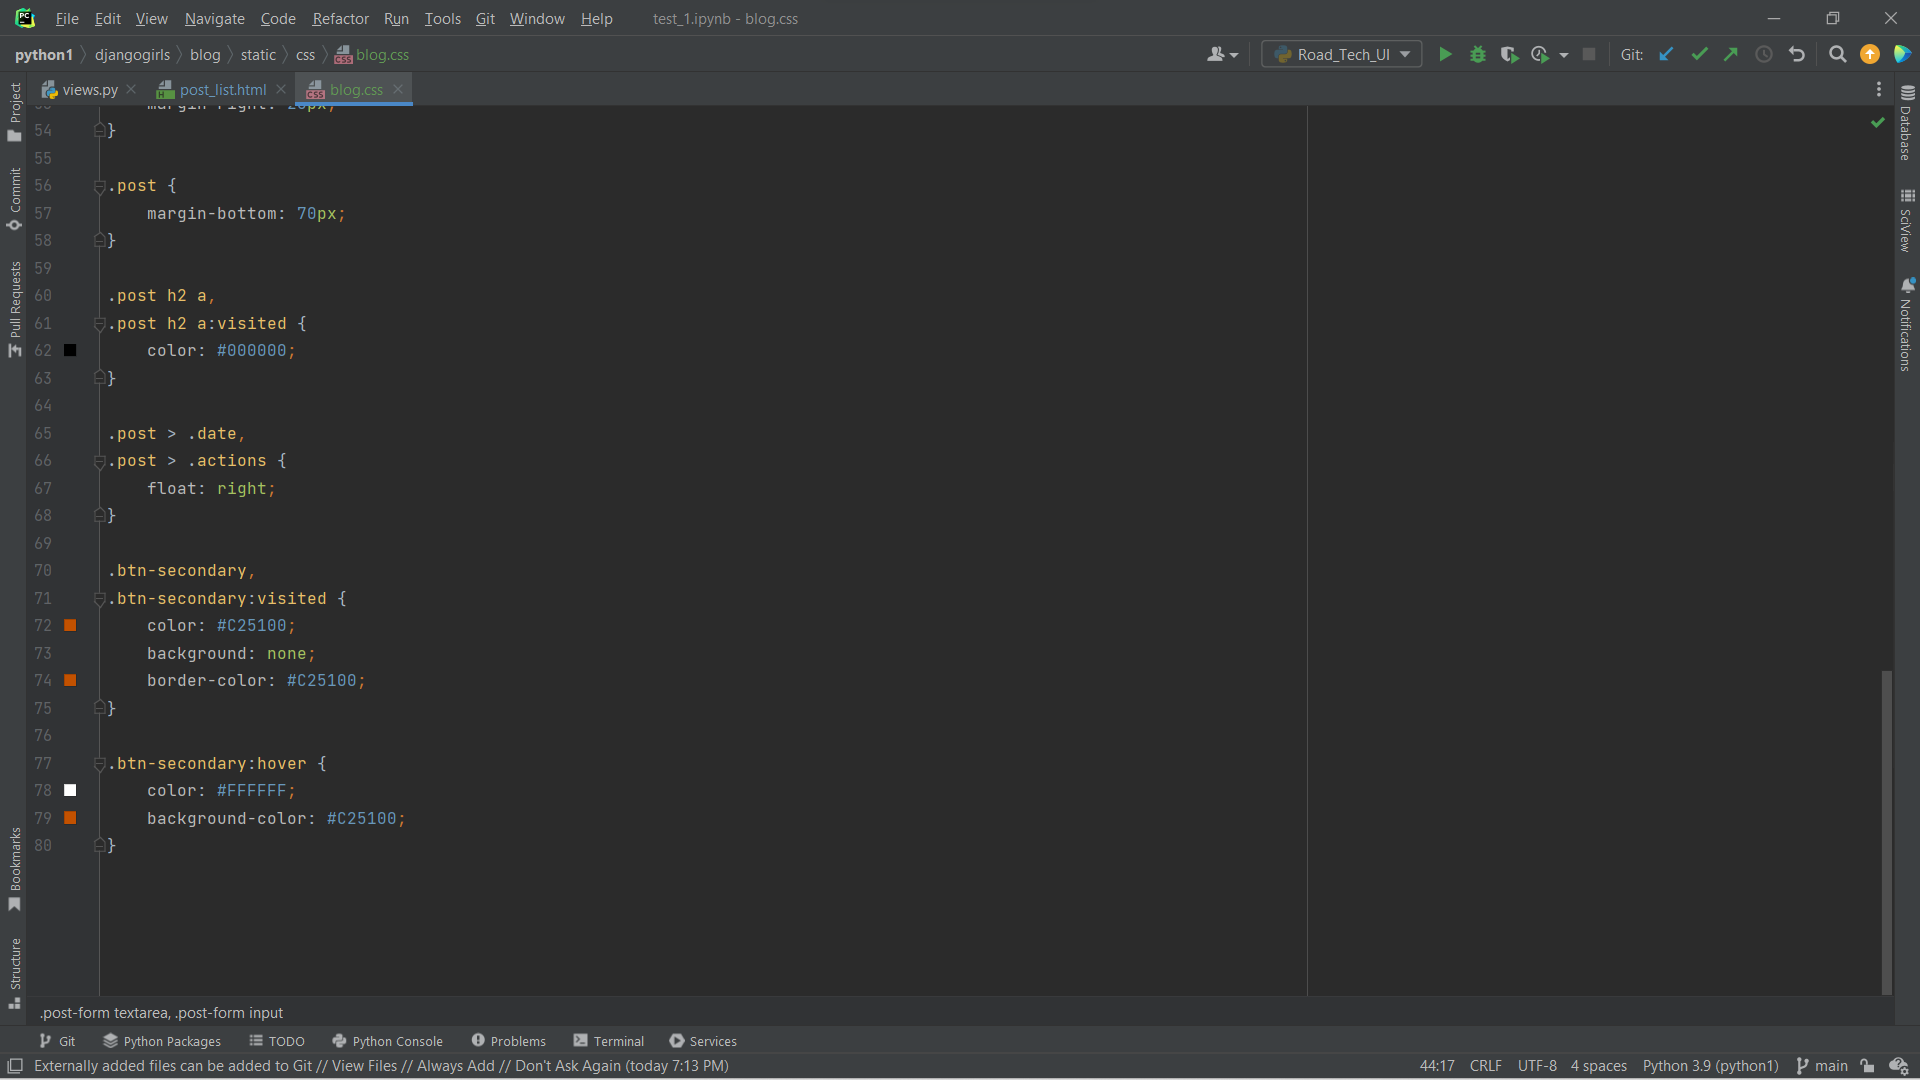 PC File Edit View Navigate Code Refactor Run Tools Git Window Help test_1.ipynb - blog.css
python1 djangogirls blog static css blog.css Road_Tech_UI Git:
views.py post_list.html blog.css
Project
Commit
Pull Requests
Bookmarks
Structure
margin-right: 20px;
54 }
55
56 .post {
57 margin-bottom: 70px;
58 }
59
60 .post h2 a,
61 .post h2 a:visited {
62 color: #000000;
63 }
64
65 .post > .date,
66 .post > .actions {
67 float: right;
68 }
69
70 .btn-secondary,
71 .btn-secondary:visited {
72 color: #C25100;
73 background: none;
74 border-color: #C25100;
75 }
76
77 .btn-secondary:hover {
78 color: #FFFFFF;
79 background-color: #C25100;
80 }
Database
SciView
Notifications
.post-form textarea, .post-form input
Git Python Packages TODO Python Console Problems Terminal Services
Externally added files can be added to Git // View Files // Always Add // Don't Ask Again (today 7:13 PM) 44:17 CRLF UTF-8 4 spaces Python 3.9 (python1) main